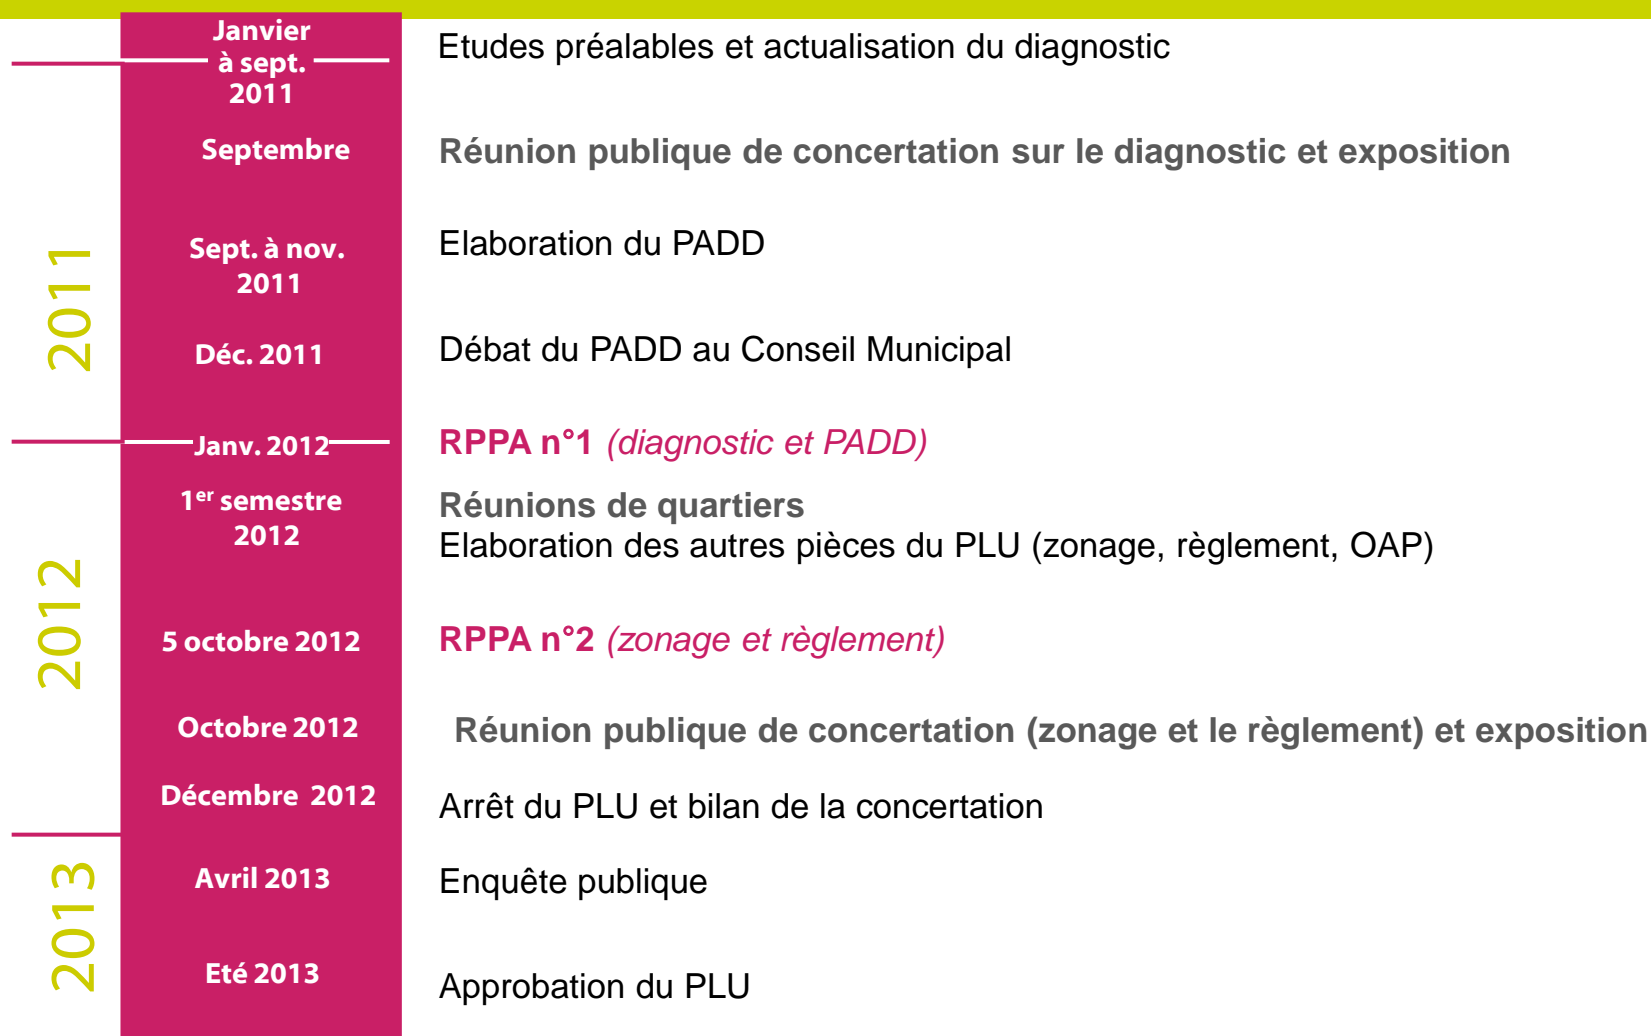 Janvier
à sept.
2011
Etudes préalables et actualisation du diagnostic
Septembre
Réunion publique de concertation sur le diagnostic et exposition
2011
Sept. à nov.
2011
Elaboration du PADD
Déc. 2011
Débat du PADD au Conseil Municipal
Janv. 2012
RPPA n°1 (diagnostic et PADD)
1er semestre
2012
Réunions de quartiers
Elaboration des autres pièces du PLU (zonage, règlement, OAP)
2012
5 octobre 2012
RPPA n°2 (zonage et règlement)
Octobre 2012
Réunion publique de concertation (zonage et le règlement) et exposition
Décembre 2012
Arrêt du PLU et bilan de la concertation
2013
Avril 2013
Enquête publique
Eté 2013
Approbation du PLU